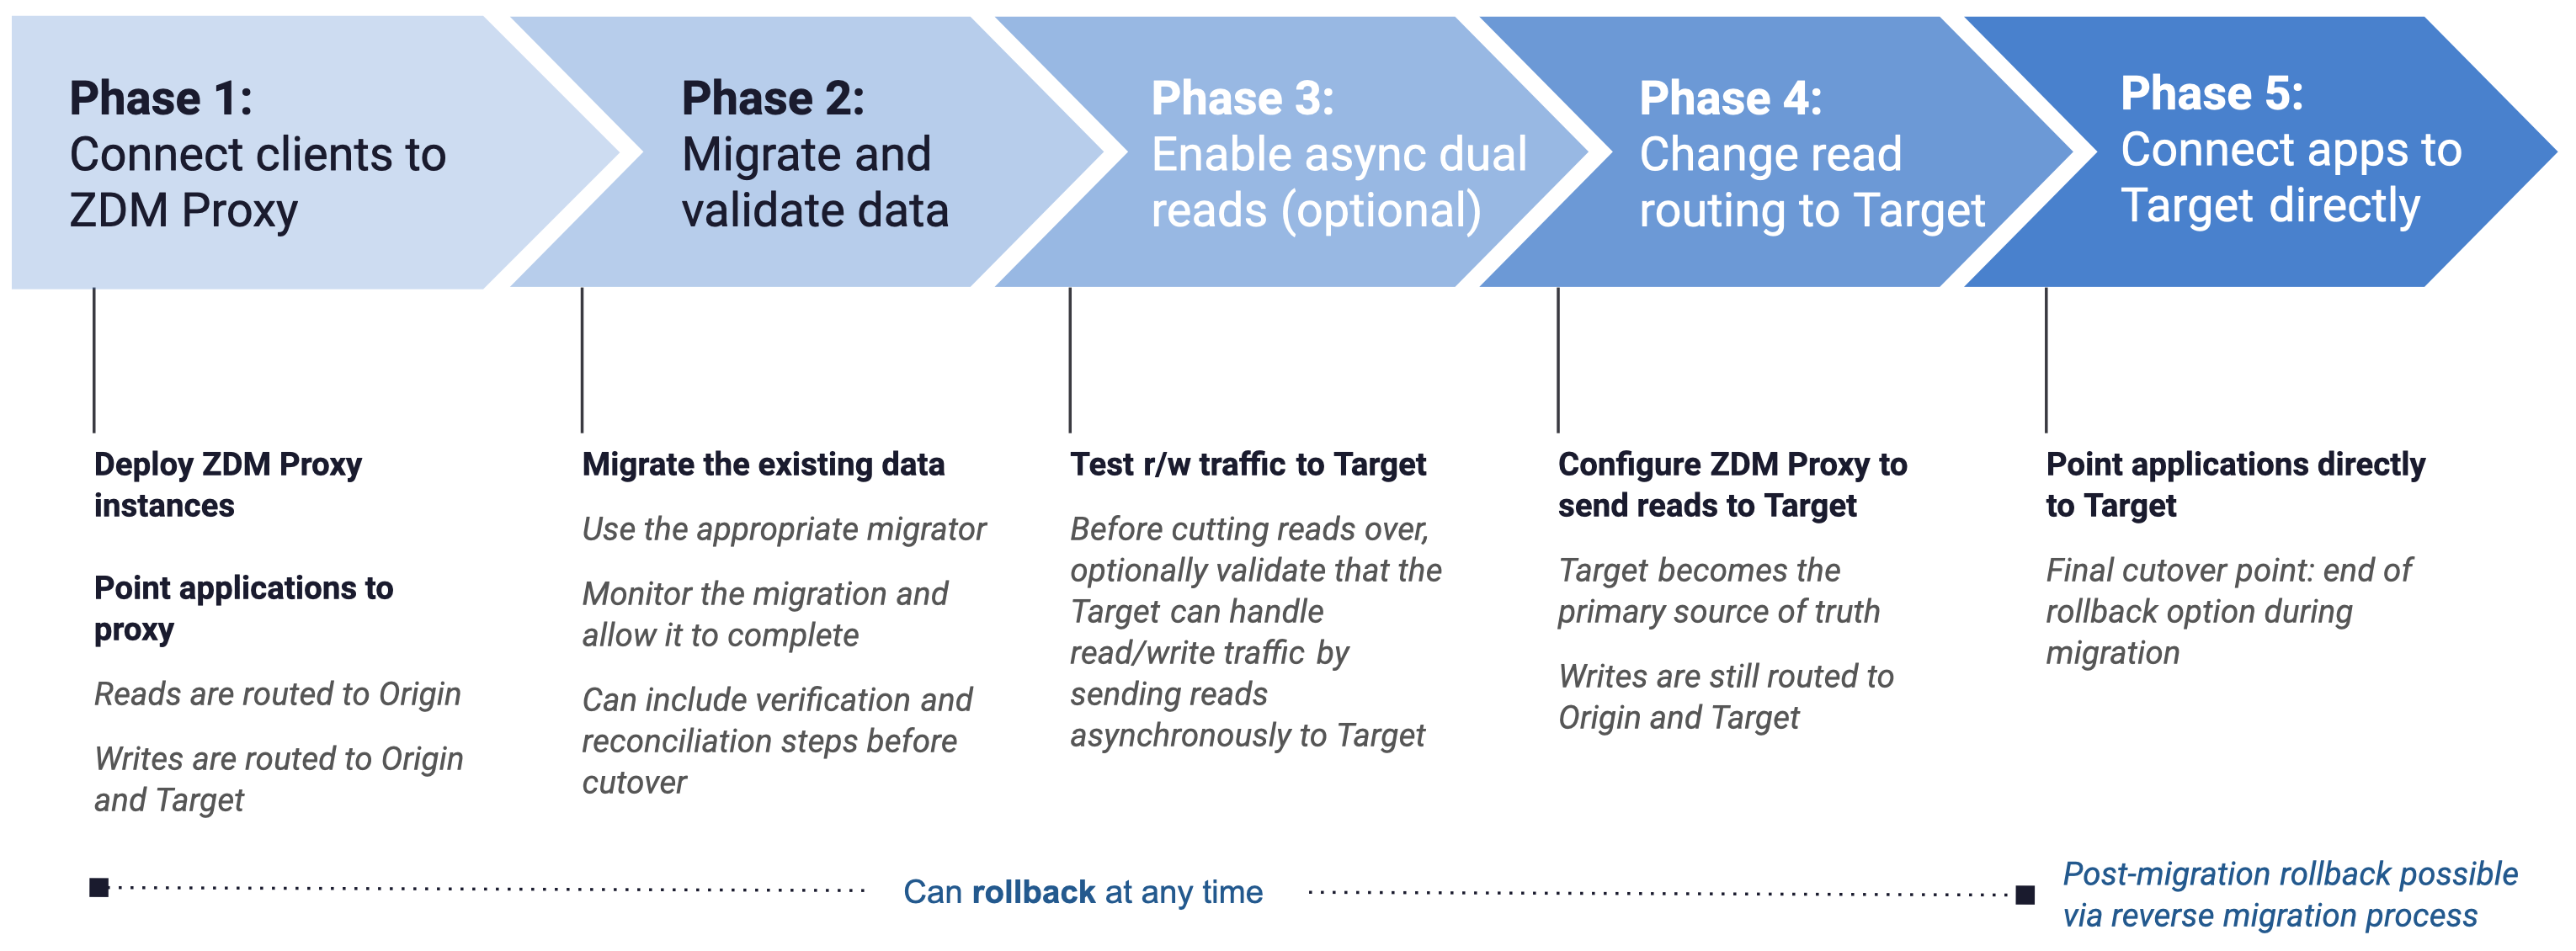 Phase 1:
Connect clients to
ZDM Proxy
Phase 2:
Migrate and
validate data
Phase 3:
Enable async dual
reads (optional)
Phase 4:
Change read
routing to Target
Phase 5:
Connect apps to
Target directly
Deploy ZDM Proxy
instances
Point applications to
proxy
Reads are routed to Origin
Writes are routed to Origin
and Target
Migrate the existing data
Use the appropriate migrator
Monitor the migration and
allow it to complete
Can include verification and
reconciliation steps before
cutover
Test r/w traffic to Target
Before cutting reads over,
optionally validate that the
Target can handle
read/write traffic by
sending reads
asynchronously to Target
Configure ZDM Proxy to
send reads to Target
Target becomes the
primary source of truth
Writes are still routed to
Origin and Target
Point applications directly
to Target
Final cutover point: end of
rollback option during
migration
Can rollback at any time
Post-migration rollback possible
via reverse migration process